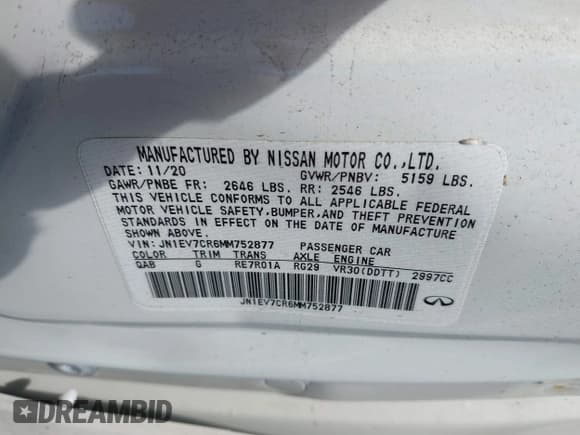 MANUFACTURED BY NISSAN MOTOR CO.,LTD.
DATE: 11/20 GVWR/PNBV: 5159 LBS.
GAWR/PNBE FR: 2646 LBS. RR: 2546 LBS.
THIS VEHICLE CONFORMS TO ALL APPLICABLE FEDERAL
MOTOR VEHICLE SAFETY,BUMPER,AND THEFT PREVENTION
STANDARDS IN EFFECT ON THE DATE OF MANUFACTURE
SHOWN ABOVE.
VIN: JN1EV7CR6MM752877 PASSENGER CAR
COLOR TRIM TRANS AXLE ENGINE
QAB G RE7R01A RG29 VR30(DDTT) 2997CC
JN1EV7CR6MM752877
DREAMBID